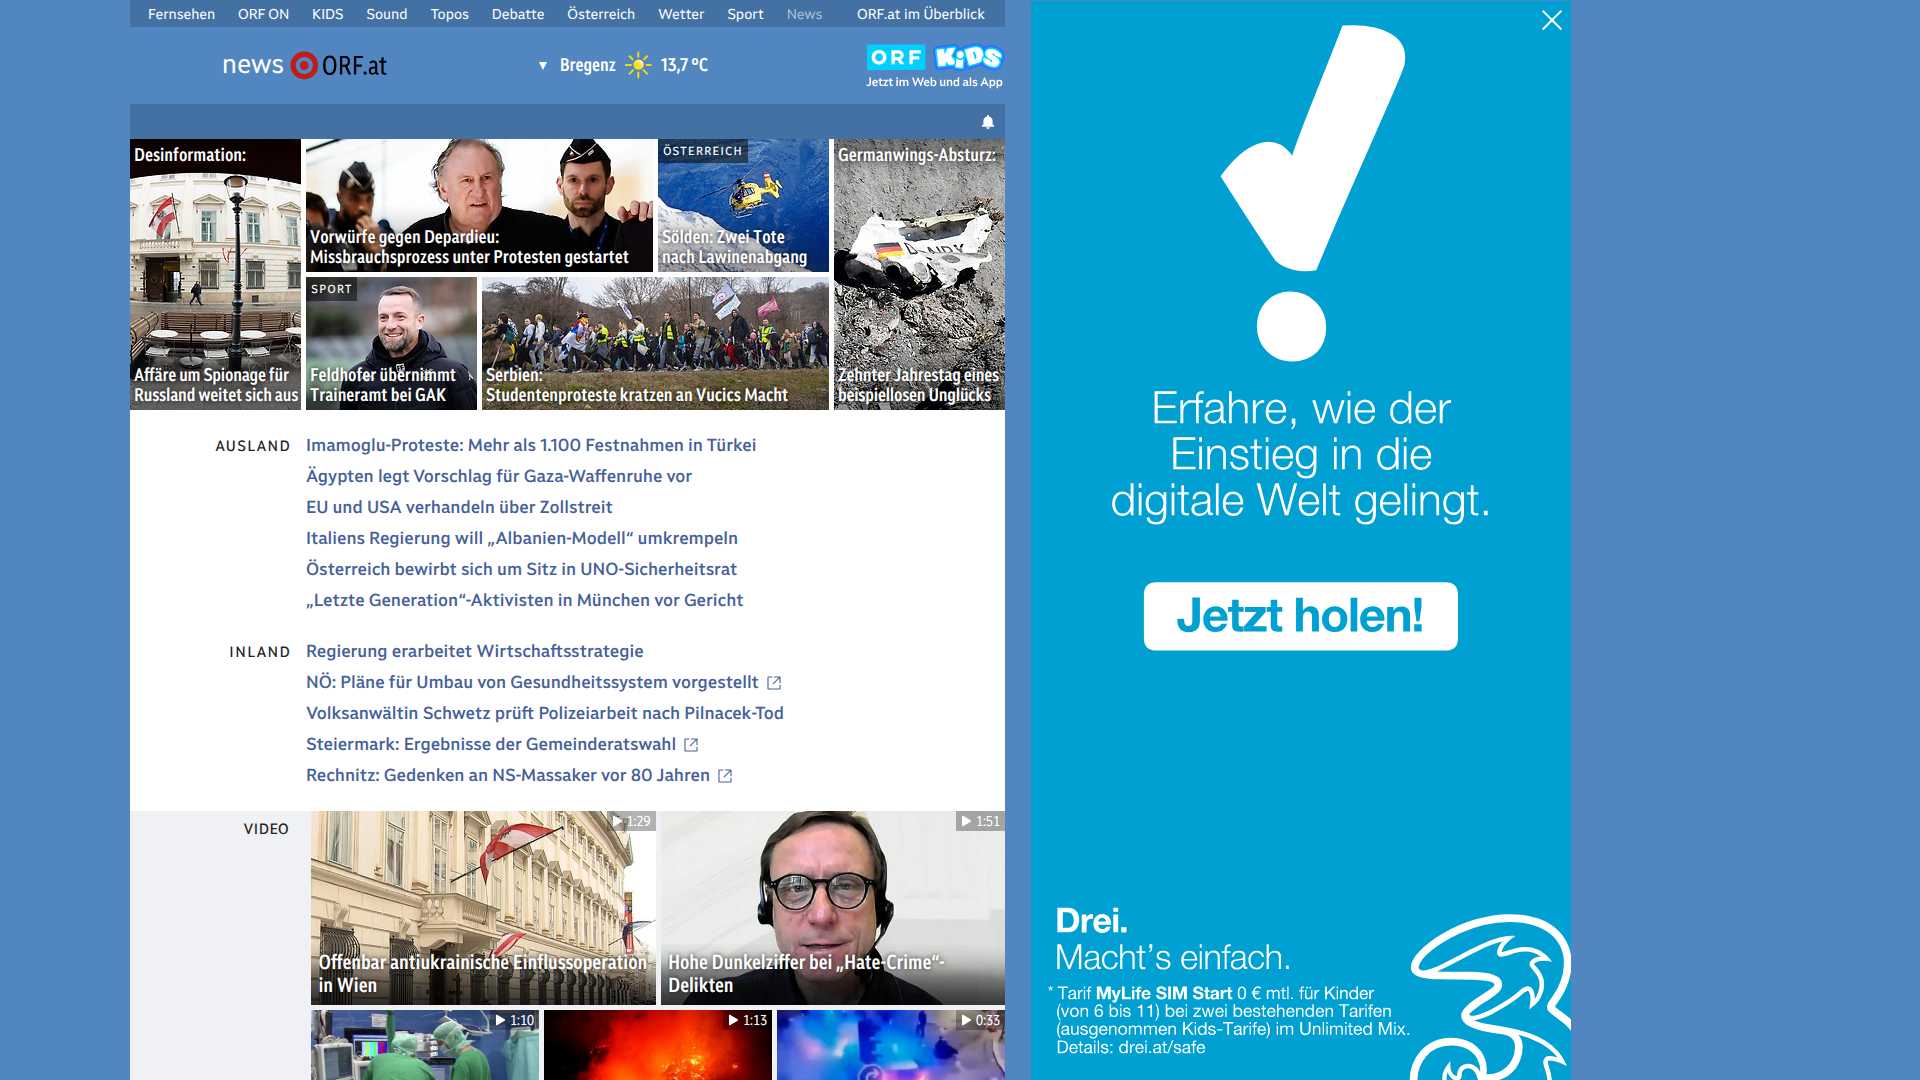 Fernsehen ORF ON KIDS Sound Topos Debatte Österreich Wetter Sport News ORF.at im Überblick
news ORF.at
▼ Bregenz 13,7 °C
ORF KiDS
Jetzt im Web und als App
Desinformation:
Affäre um Spionage für
Russland weitet sich aus
Vorwürfe gegen Depardieu:
Missbrauchsprozess unter Protesten gestartet
ÖSTERREICH
Sölden: Zwei Tote
nach Lawinenabgang
Germanwings-Absturz:
Zehnter Jahrestag eines
beispiellosen Unglücks
SPORT
Feldhofer übernimmt
Traineramt bei GAK
Serbien:
Studentenproteste kratzen an Vucics Macht
AUSLAND
Imamoglu-Proteste: Mehr als 1.100 Festnahmen in Türkei
Ägypten legt Vorschlag für Gaza-Waffenruhe vor
EU und USA verhandeln über Zollstreit
Italiens Regierung will „Albanien-Modell“ umkrempeln
Österreich bewirbt sich um Sitz in UNO-Sicherheitsrat
„Letzte Generation“-Aktivisten in München vor Gericht
INLAND
Regierung erarbeitet Wirtschaftsstrategie
NÖ: Pläne für Umbau von Gesundheitssystem vorgestellt
Volksanwältin Schwetz prüft Polizeiarbeit nach Pilnacek-Tod
Steiermark: Ergebnisse der Gemeinderatswahl
Rechnitz: Gedenken an NS-Massaker vor 80 Jahren
VIDEO
1:29
Offenbar antiukrainische Einflussoperation
in Wien
1:51
Hohe Dunkelziffer bei „Hate-Crime“-
Delikten
1:10
1:13
0:33
Erfahre, wie der
Einstieg in die
digitale Welt gelingt.
Jetzt holen!
Drei.
Macht’s einfach.
* Tarif MyLife SIM Start 0 € mtl. für Kinder
(von 6 bis 11) bei zwei bestehenden Tarifen
(ausgenommen Kids-Tarife) im Unlimited Mix.
Details: drei.at/safe